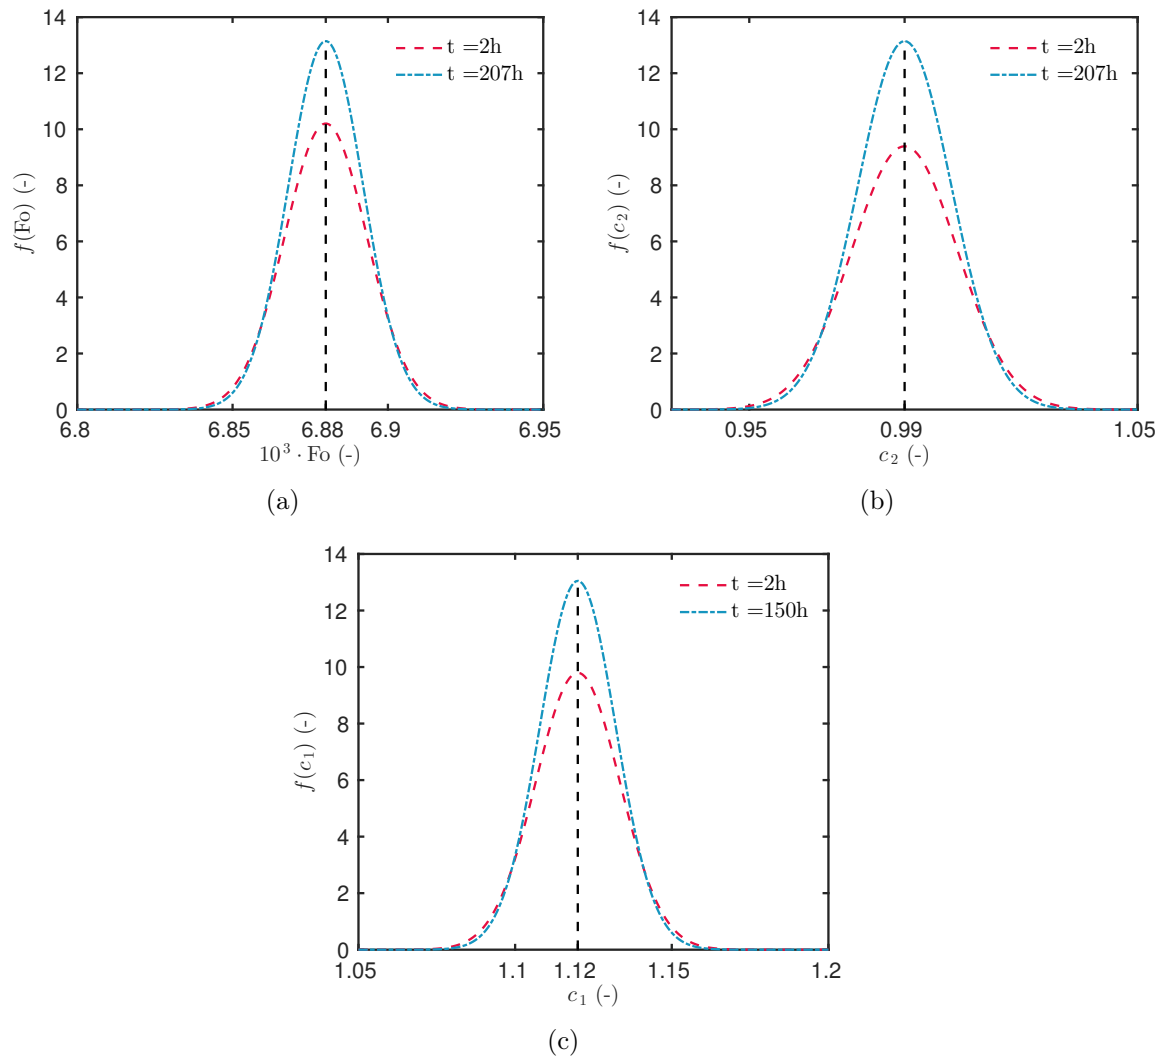 14
12
10
8
6
4
2
0
f(Fo) (-)
t =2h
t =207h
6.8 6.85 6.88 6.9 6.95
10³ · Fo (-)
(a)
14
12
10
8
6
4
2
0
f(c₂) (-)
t =2h
t =207h
0.95 0.99 1.05
c₂ (-)
(b)
14
12
10
8
6
4
2
0
f(c₁) (-)
t =2h
t =150h
1.05 1.1 1.12 1.15 1.2
c₁ (-)
(c)